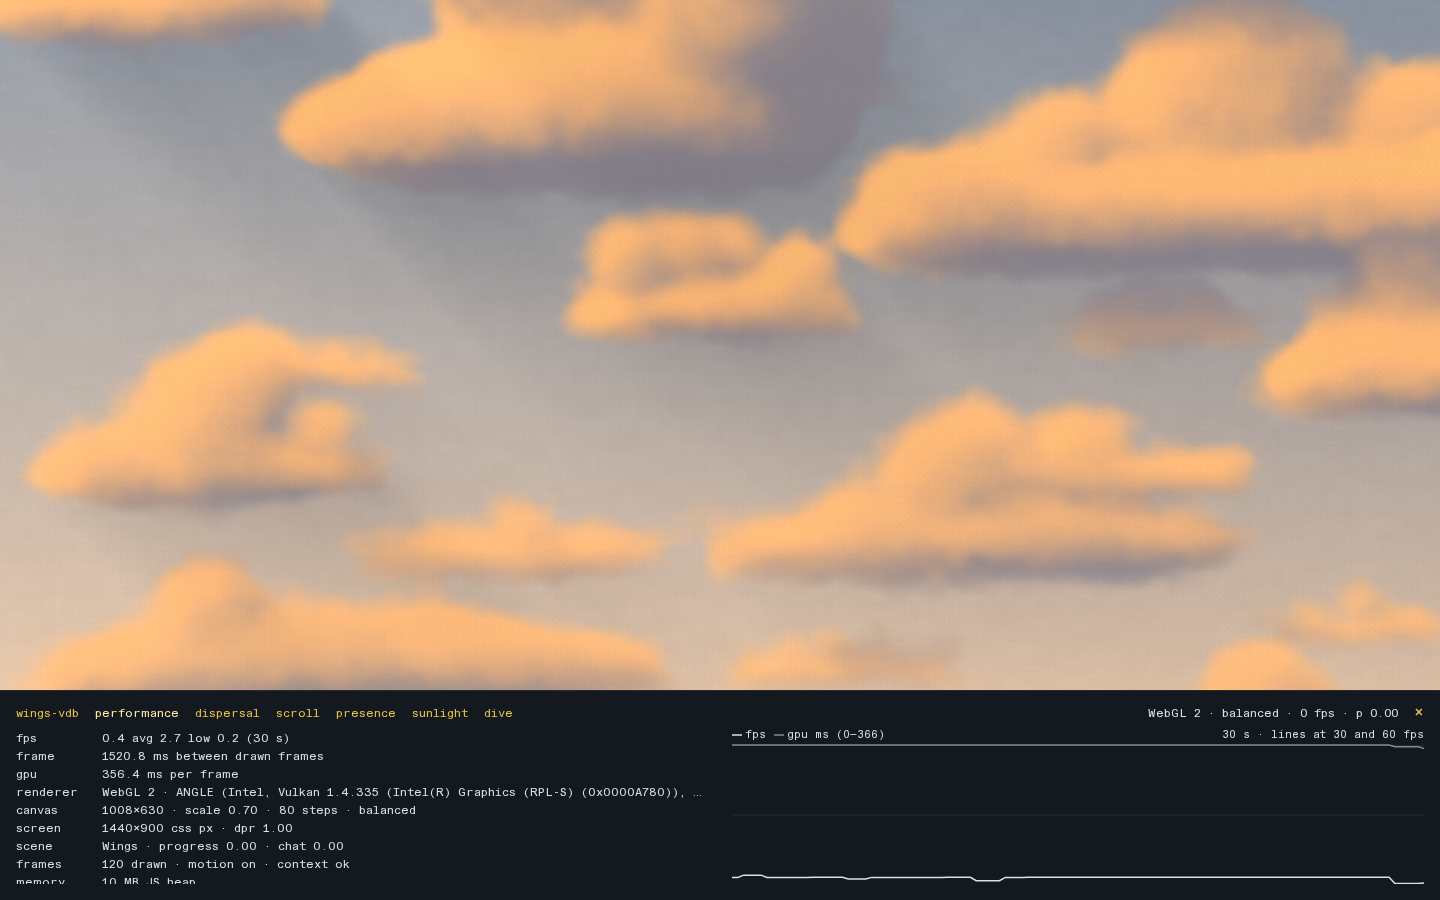 wings-vdb performance dispersal scroll presence sunlight dive
WebGL 2 · balanced · 0 fps · p 0.00 ×
fps 0.4 avg 2.7 low 0.2 (30 s)
frame 1520.8 ms between drawn frames
gpu 356.4 ms per frame
renderer WebGL 2 · ANGLE (Intel, Vulkan 1.4.335 (Intel(R) Graphics (RPL-S) (0x0000A780)), …
canvas 1008×630 · scale 0.70 · 80 steps · balanced
screen 1440×900 css px · dpr 1.00
scene Wings · progress 0.00 · chat 0.00
frames 120 drawn · motion on · context ok
memory 10 MB JS heap
fps gpu ms (0–366)
30 s · lines at 30 and 60 fps